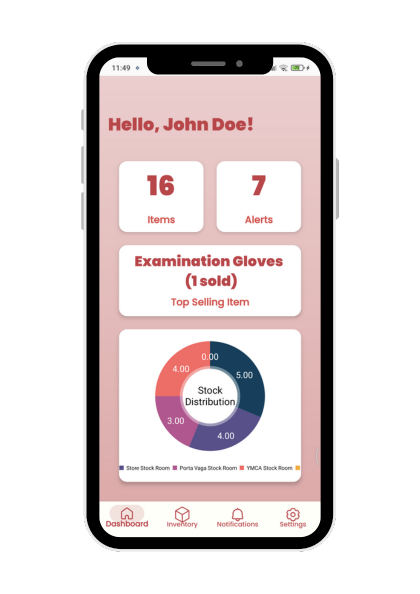 11:49
Hello, John Doe!
16
Items
7
Alerts
Examination Gloves
(1 sold)
Top Selling Item
0.00
4.00
5.00
Stock
Distribution
3.00
4.00
Store Stock Room Porta Vaga Stock Room YMCA Stock Room
Dashboard Inventory Notifications Settings